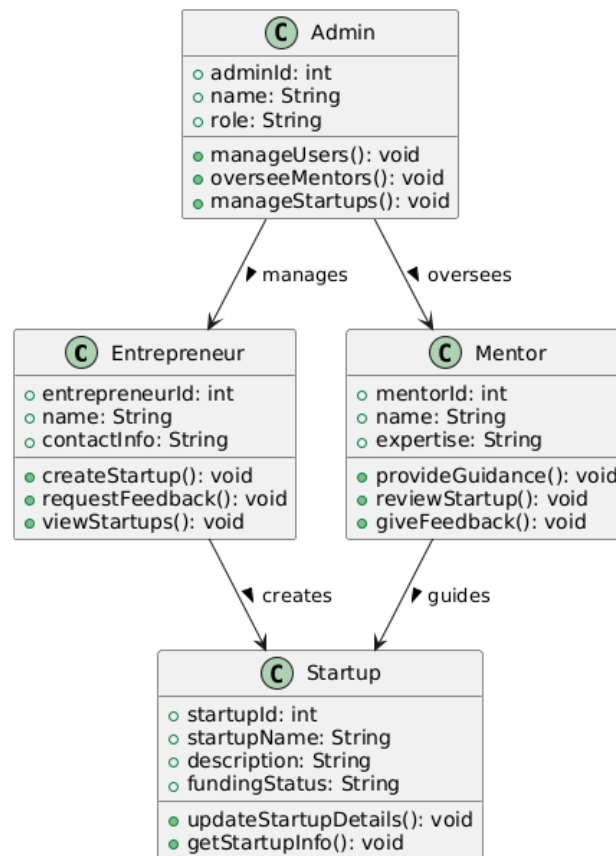 C Admin
adminId: int
name: String
role: String
manageUsers(): void
overseeMentors(): void
manageStartups(): void
manages
oversees
C Entrepreneur
entrepreneurId: int
name: String
contactInfo: String
createStartup(): void
requestFeedback(): void
viewStartups(): void
C Mentor
mentorId: int
name: String
expertise: String
provideGuidance(): void
reviewStartup(): void
giveFeedback(): void
creates
guides
C Startup
startupId: int
startupName: String
description: String
fundingStatus: String
updateStartupDetails(): void
getStartupInfo(): void